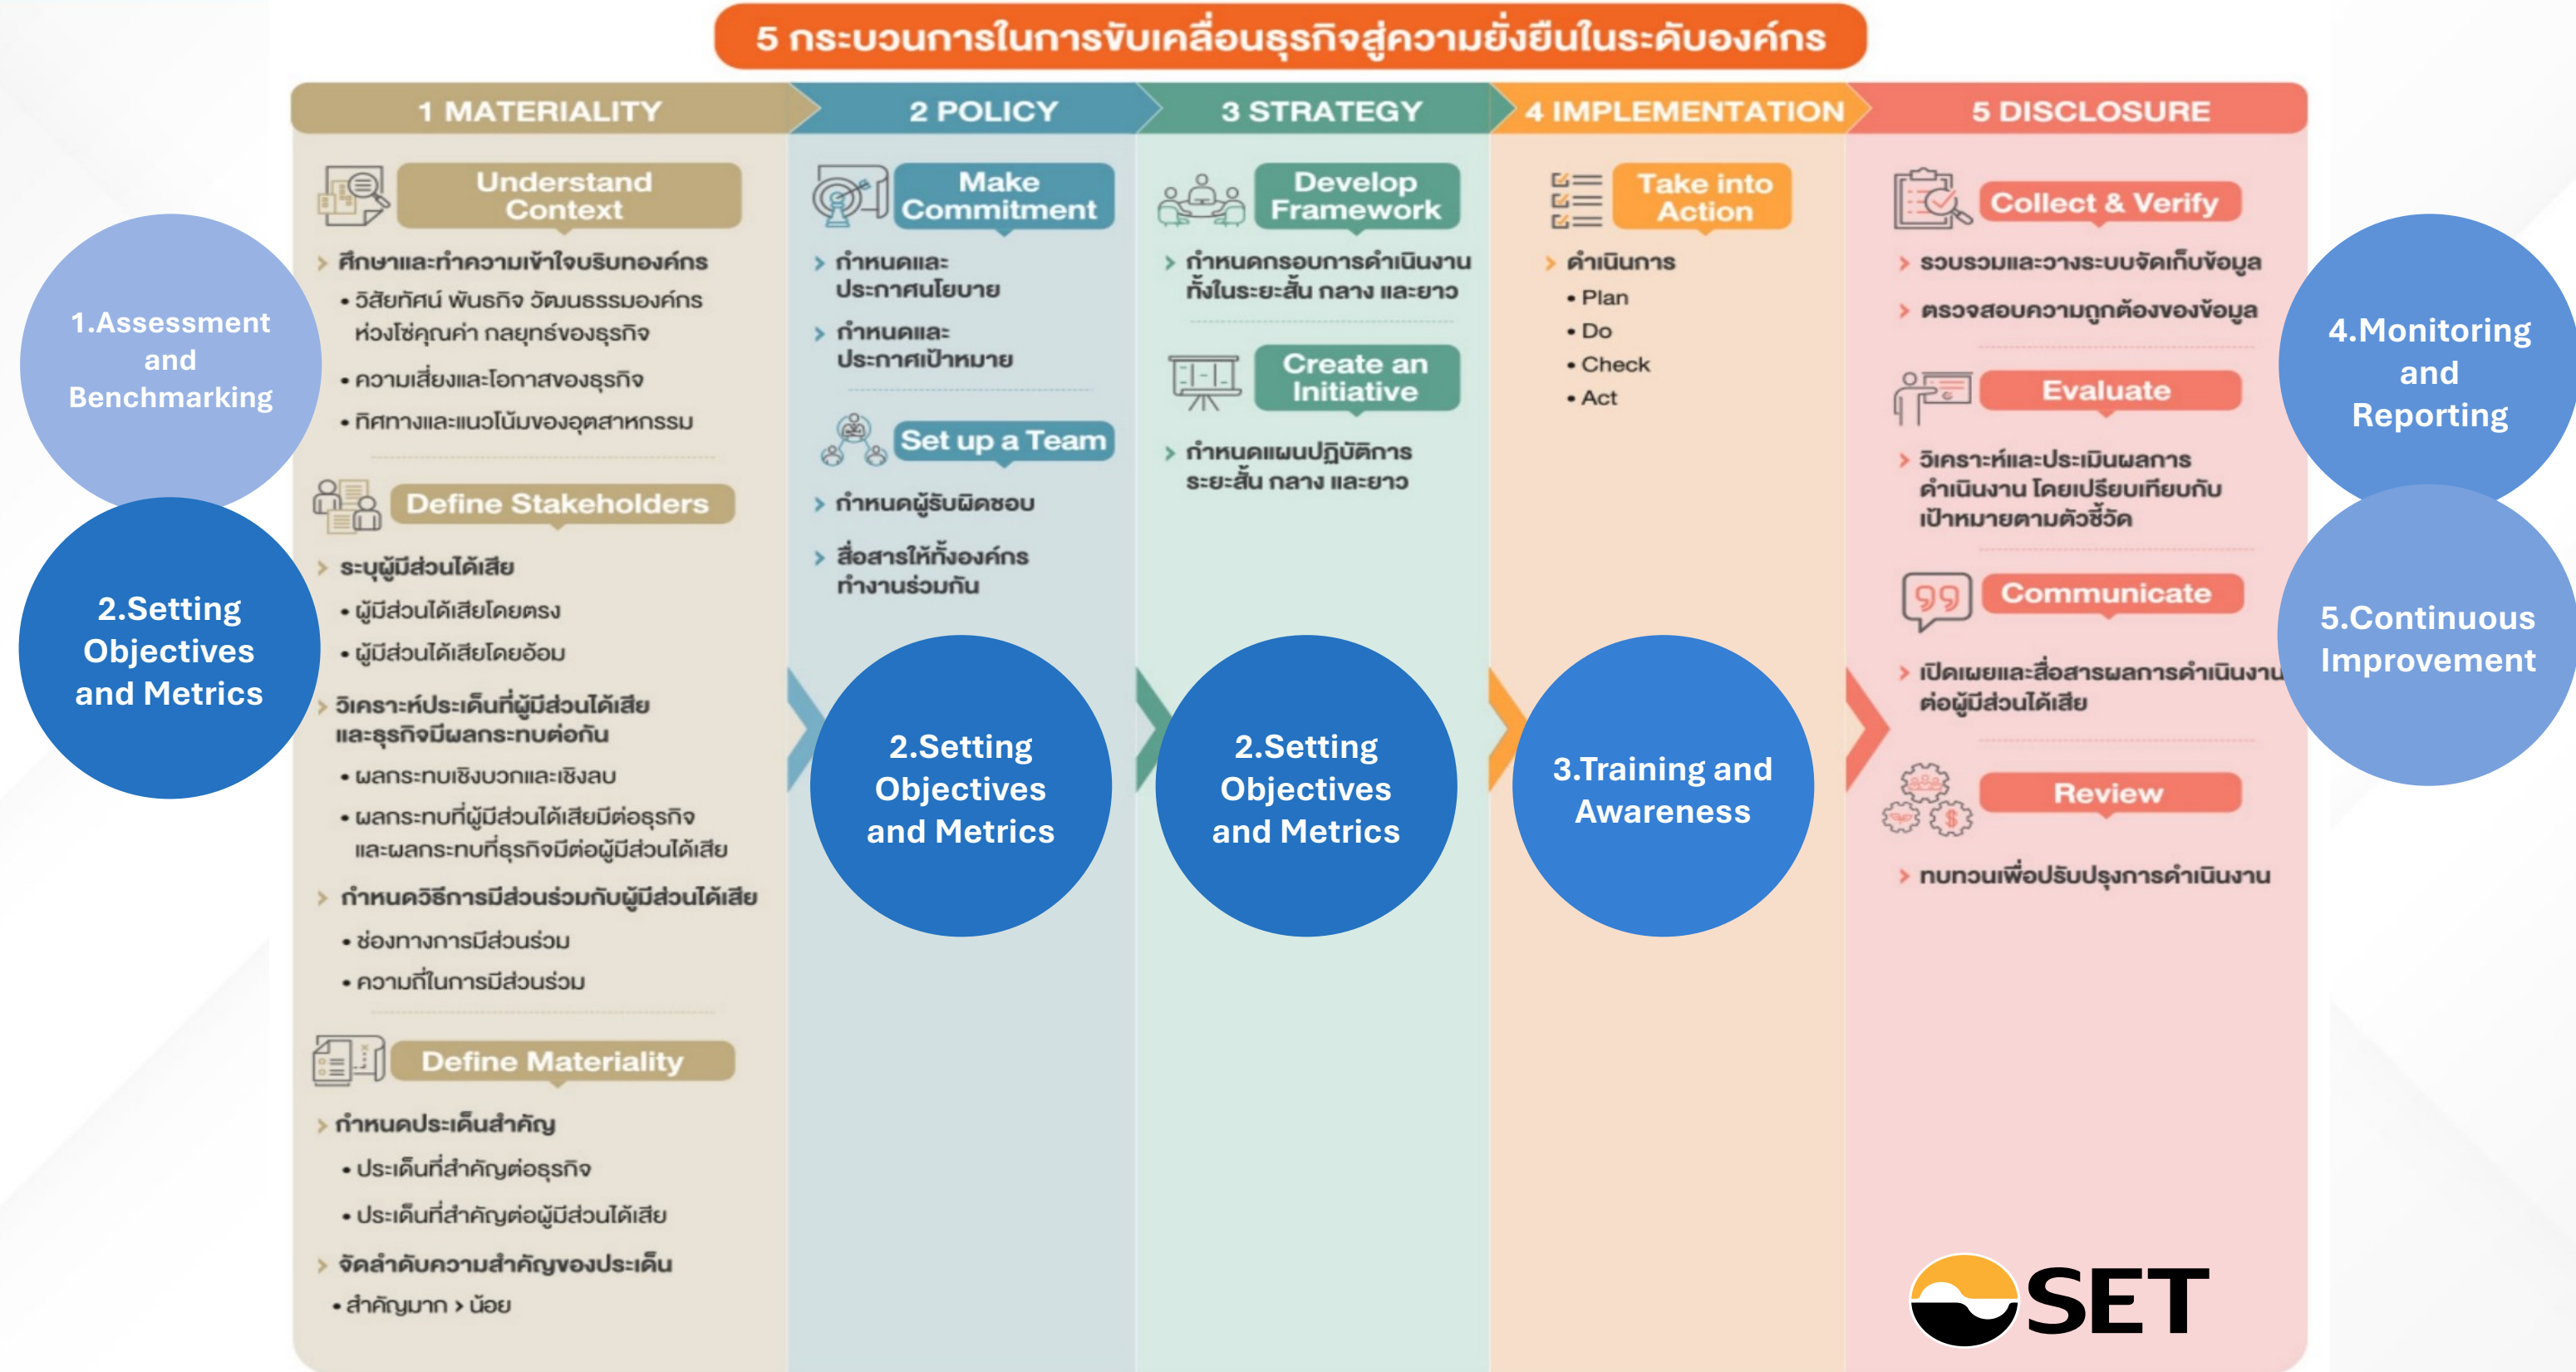 5 กระบวนการในการขับเคลื่อนธุรกิจสู่ความยั่งยืนในระดับองค์กร
1 MATERIALITY
Understand
Context
› ศึกษาและทำความเข้าใจบริบทองค์กร
• วิสัยทัศน์ พันธกิจ วัฒนธรรมองค์กร
ห่วงโซ่คุณค่า กลยุทธ์ของธุรกิจ
• ความเสี่ยงและโอกาสของธุรกิจ
• ทิศทางและแนวโน้มของอุตสาหกรรม
Define Stakeholders
› ระบุผู้มีส่วนได้เสีย
• ผู้มีส่วนได้เสียโดยตรง
• ผู้มีส่วนได้เสียโดยอ้อม
› วิเคราะห์ประเด็นที่ผู้มีส่วนได้เสีย
และธุรกิจมีผลกระทบต่อกัน
• ผลกระทบเชิงบวกและเชิงลบ
• ผลกระทบที่ผู้มีส่วนได้เสียมีต่อธุรกิจ
และผลกระทบที่ธุรกิจมีต่อผู้มีส่วนได้เสีย
› กำหนดวิธีการมีส่วนร่วมกับผู้มีส่วนได้เสีย
• ช่องทางการมีส่วนร่วม
• ความถี่ในการมีส่วนร่วม
Define Materiality
› กำหนดประเด็นสำคัญ
• ประเด็นที่สำคัญต่อธุรกิจ
• ประเด็นที่สำคัญต่อผู้มีส่วนได้เสีย
› จัดลำดับความสำคัญของประเด็น
• สำคัญมาก › น้อย
1.Assessment
and
Benchmarking
2.Setting
Objectives
and Metrics
2 POLICY
Make
Commitment
› กำหนดและ
ประกาศนโยบาย
› กำหนดและ
ประกาศเป้าหมาย
Set up a Team
› กำหนดผู้รับผิดชอบ
› สื่อสารให้ทั้งองค์กร
ทำงานร่วมกัน
2.Setting
Objectives
and Metrics
3 STRATEGY
Develop
Framework
› กำหนดกรอบการดำเนินงาน
ทั้งในระยะสั้น กลาง และยาว
Create an
Initiative
› กำหนดแผนปฏิบัติการ
ระยะสั้น กลาง และยาว
2.Setting
Objectives
and Metrics
4 IMPLEMENTATION
Take into
Action
› ดำเนินการ
• Plan
• Do
• Check
• Act
3.Training and
Awareness
5 DISCLOSURE
Collect & Verify
› รวบรวมและวางระบบจัดเก็บข้อมูล
› ตรวจสอบความถูกต้องของข้อมูล
Evaluate
› วิเคราะห์และประเมินผลการ
ดำเนินงาน โดยเปรียบเทียบกับ
เป้าหมายตามตัวชี้วัด
Communicate
› เปิดเผยและสื่อสารผลการดำเนินงาน
ต่อผู้มีส่วนได้เสีย
Review
› ทบทวนเพื่อปรับปรุงการดำเนินงาน
4.Monitoring
and
Reporting
5.Continuous
Improvement
SET